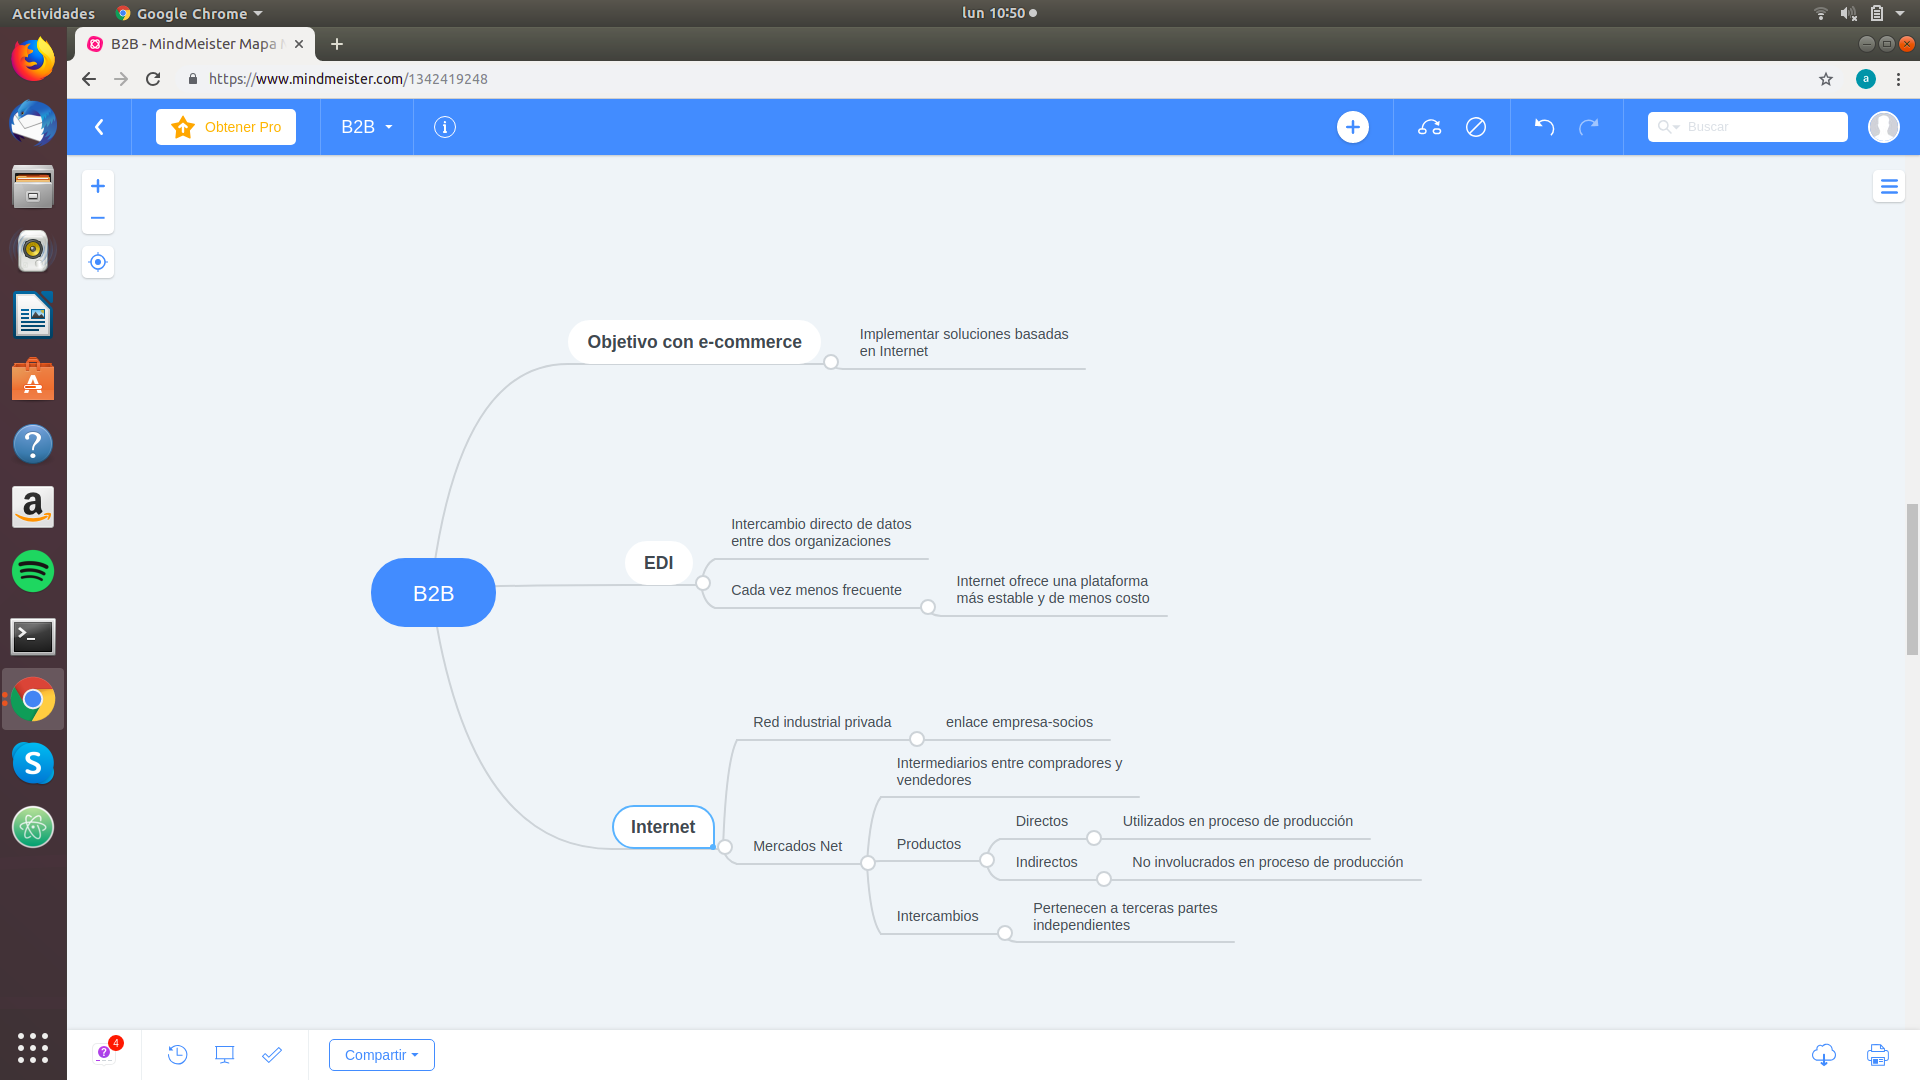 Actividades
Google Chrome
lun 10:50
B2B - MindMeister Mapa
https://www.mindmeister.com/1342419248
a
Obtener Pro
B2B
Buscar
Objetivo con e-commerce
Implementar soluciones basadas
en Internet
Intercambio directo de datos
entre dos organizaciones
EDI
Cada vez menos frecuente
Internet ofrece una plataforma
más estable y de menos costo
B2B
Red industrial privada
enlace empresa-socios
Intermediarios entre compradores y
vendedores
Internet
Mercados Net
Productos
Directos
Utilizados en proceso de producción
Indirectos
No involucrados en proceso de producción
Intercambios
Pertenecen a terceras partes
independientes
4
Compartir